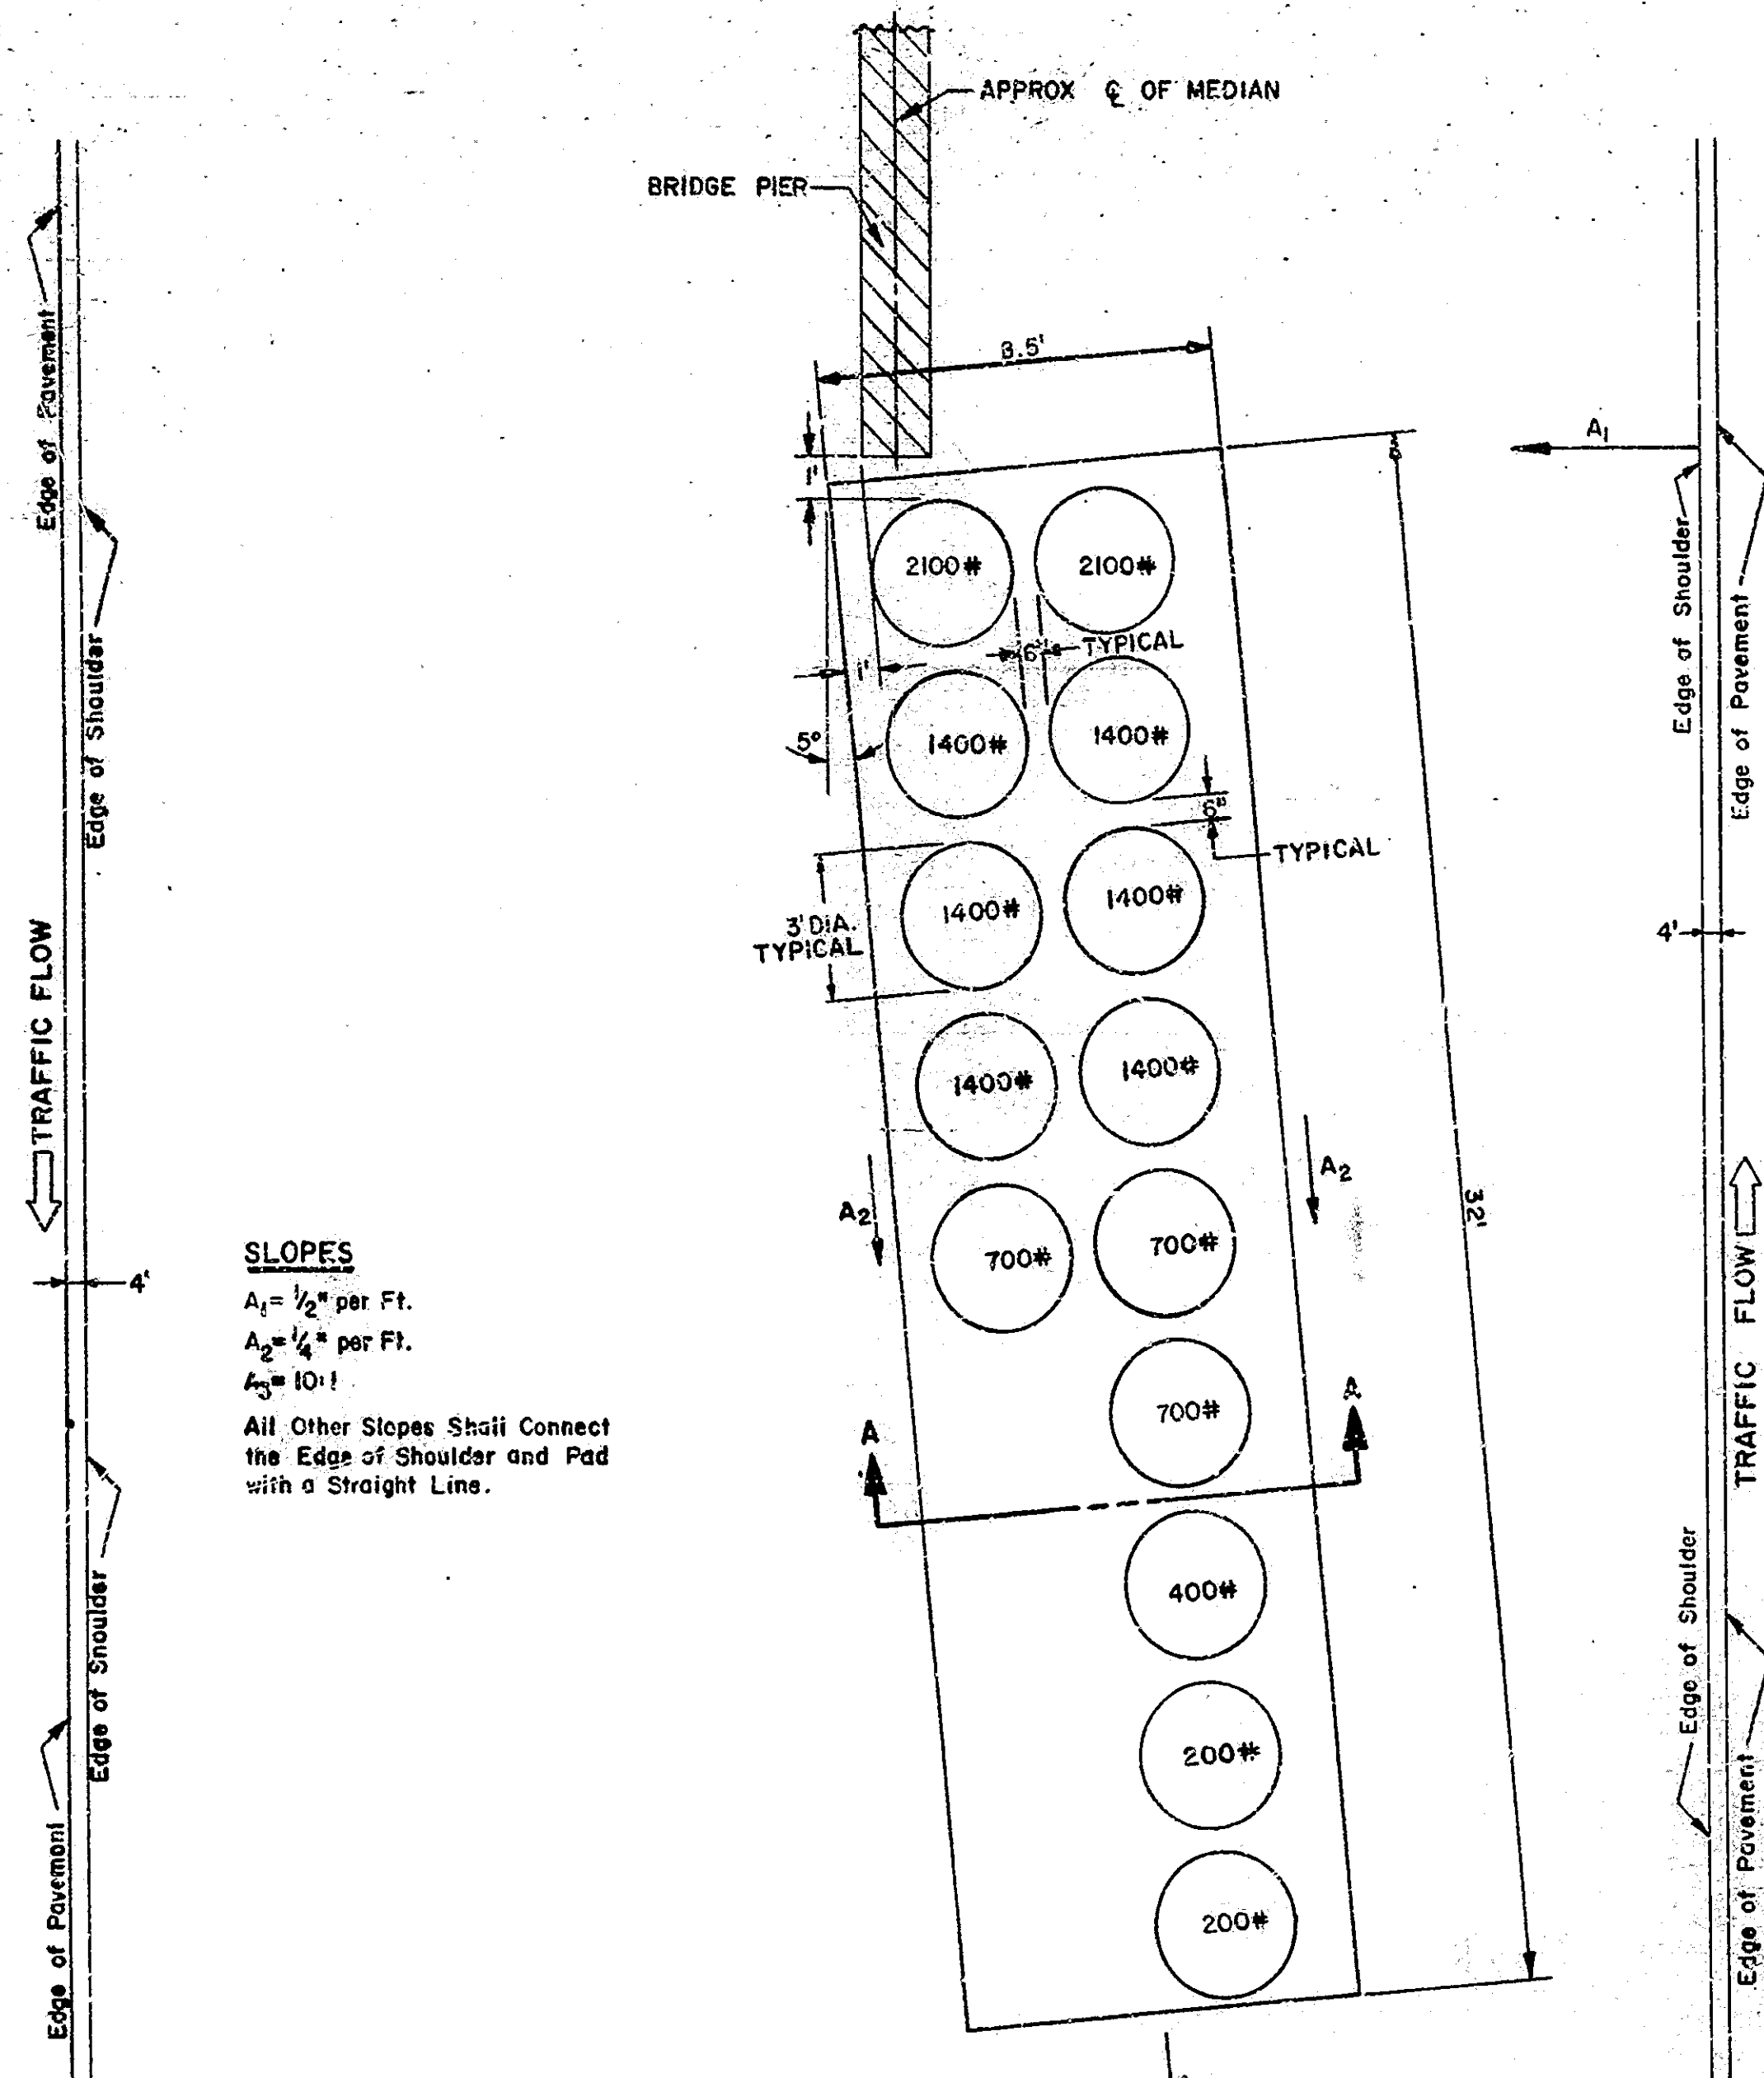 APPROX ℄ OF MEDIAN
BRIDGE PIER
Edge of Pavement
Edge of Shoulder
8.5'
1'
A1
Edge of Shoulder
Edge of Pavement
2100#
2100#
6"
TYPICAL
1'
5°
1400#
1400#
6"
TYPICAL
3' DIA.
TYPICAL
1400#
1400#
4'
TRAFFIC FLOW
1400#
1400#
A2
A2
32'
700#
700#
TRAFFIC FLOW
4'
SLOPES
A1= 1/2" per Ft.
A2= 1/4" per Ft.
A3= 10:1
All Other Slopes Shall Connect
the Edge of Shoulder and Pad
with a Straight Line.
700#
A
A
400#
Edge of Shoulder
Edge of Pavement
200#
200#
Edge of Shoulder
Edge of Pavement